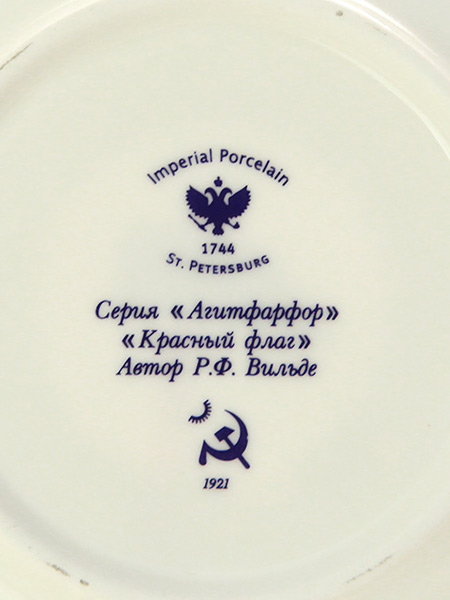 Imperial Porcelain
1744
St. Petersburg
Серия «Агитфарфор»
«Красный флаг»
Автор Р.Ф. Вильде
1921